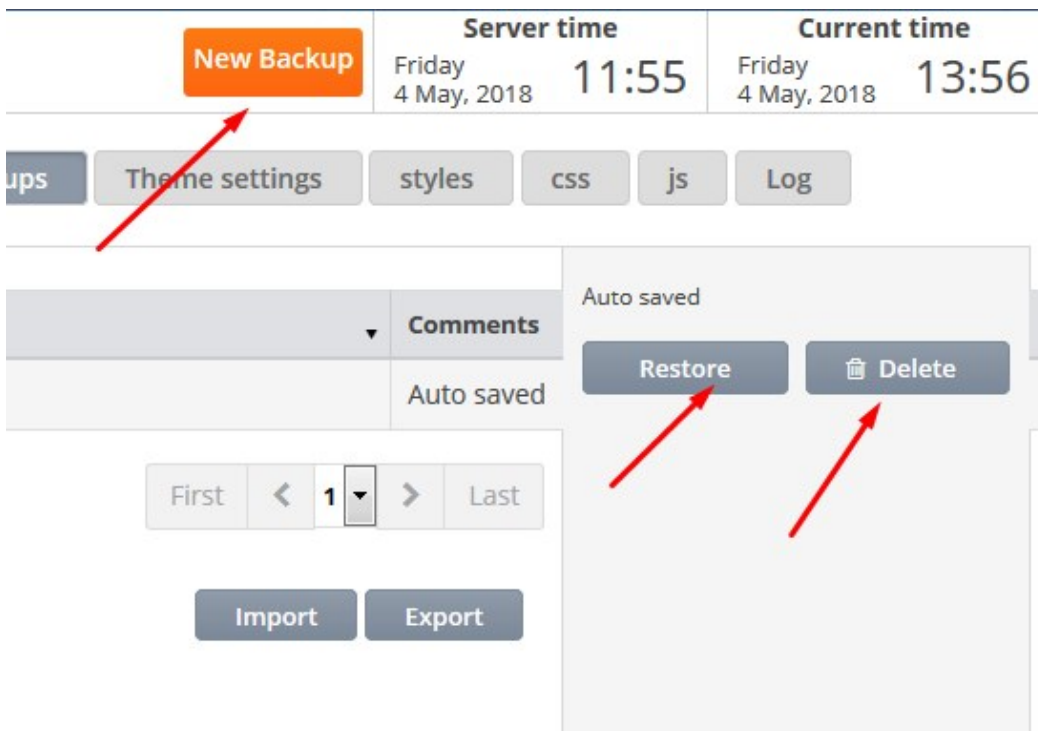 New Backup
Server time
Friday
4 May, 2018
11:55
Current time
Friday
4 May, 2018
13:56
ups
Theme settings
styles
css
js
Log
Comments
Auto saved
Auto saved
Restore
Delete
First
1
Last
Import
Export